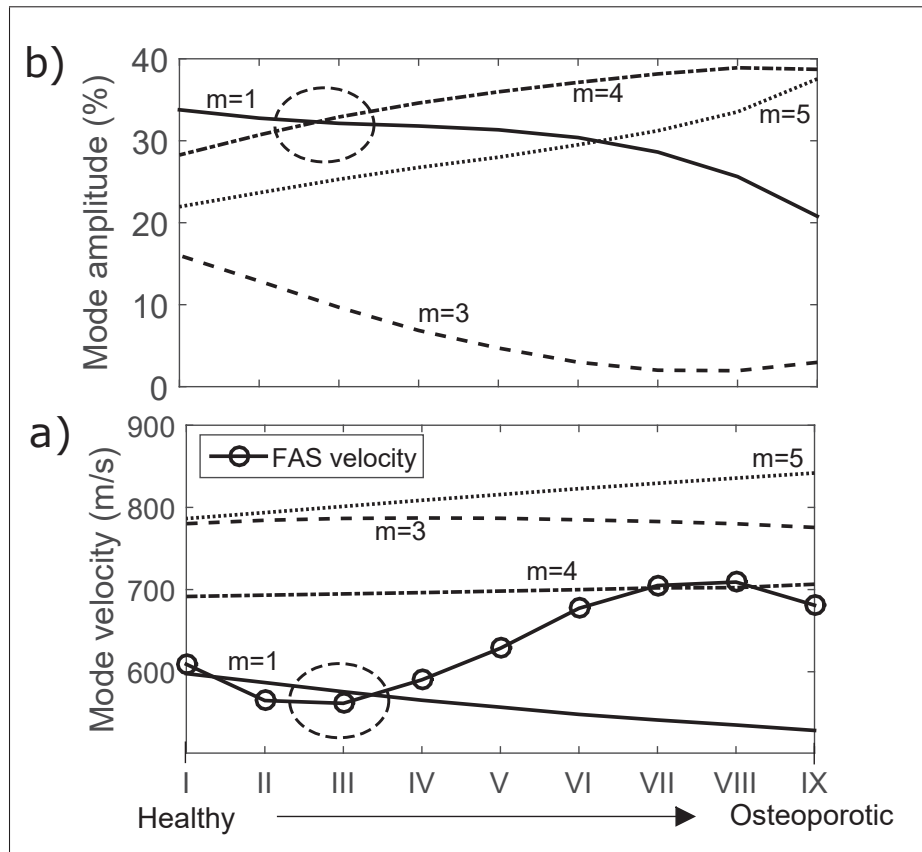 b)
Mode amplitude (%)
40
30
20
10
0
m=1
m=4
m=5
m=3
a)
Mode velocity (m/s)
900
800
700
600
FAS velocity
m=5
m=3
m=4
m=1
I II III IV V VI VII VIII IX
Healthy Osteoporotic